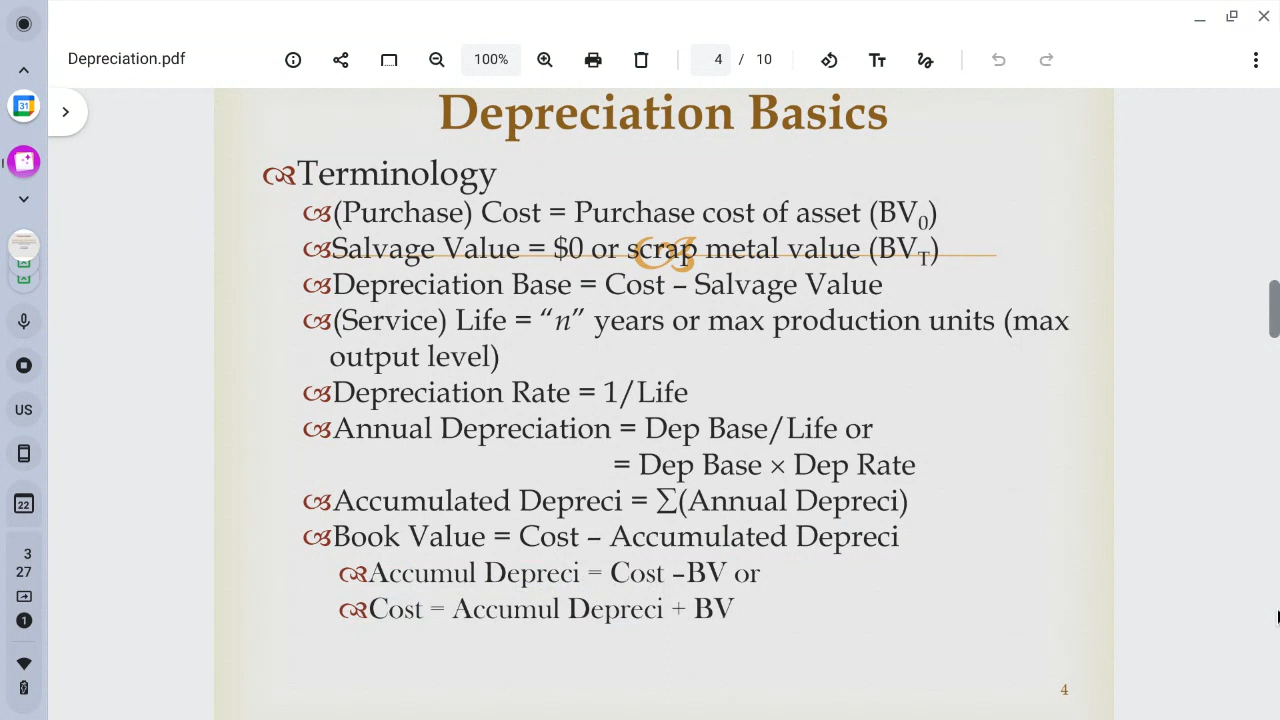 Depreciation.pdf
100%
4 / 10
31
Depreciation Basics
Terminology
(Purchase) Cost = Purchase cost of asset (BV₀)
Salvage Value = $0 or scrap metal value (BV_T)
Depreciation Base = Cost – Salvage Value
(Service) Life = “n” years or max production units (max
output level)
Depreciation Rate = 1/Life
Annual Depreciation = Dep Base/Life or
= Dep Base × Dep Rate
Accumulated Depreci = ∑(Annual Depreci)
Book Value = Cost – Accumulated Depreci
Accumul Depreci = Cost –BV or
Cost = Accumul Depreci + BV
4
US
22
3
27
1